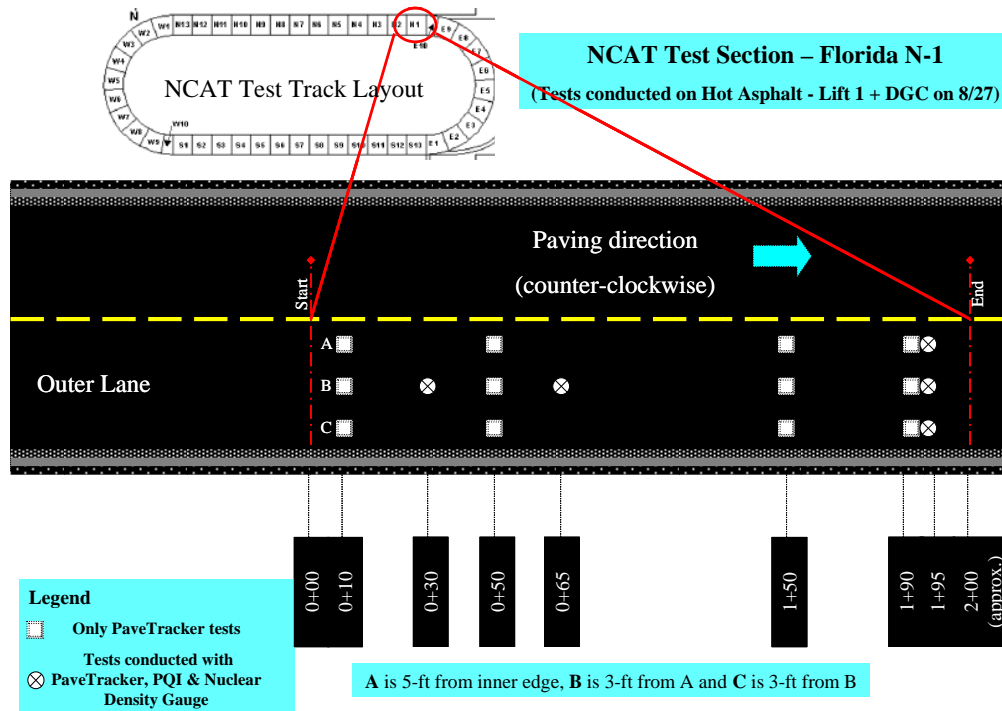 N
W1 N13 N12 N11 N10 N9 N8 N7 N6 N5 N4 N3 N2 N1 E9
W2 E8
W3 E10 E7
W4 E6
W5 NCAT Test Track Layout E5
W6 E4
W7 E3
W8 W10 E2
W9 S1 S2 S3 S4 S5 S6 S7 S8 S9 S10 S11 S12 S13 E1
NCAT Test Section – Florida N-1
(Tests conducted on Hot Asphalt - Lift 1 + DGC on 8/27)
Paving direction
(counter-clockwise)
Start
End
A
Outer Lane
B
C
0+00
0+10
0+30
0+50
0+65
1+50
1+90
1+95
2+00
(approx.)
Legend
Only PaveTracker tests
Tests conducted with
PaveTracker, PQI & Nuclear
Density Gauge
A is 5-ft from inner edge, B is 3-ft from A and C is 3-ft from B